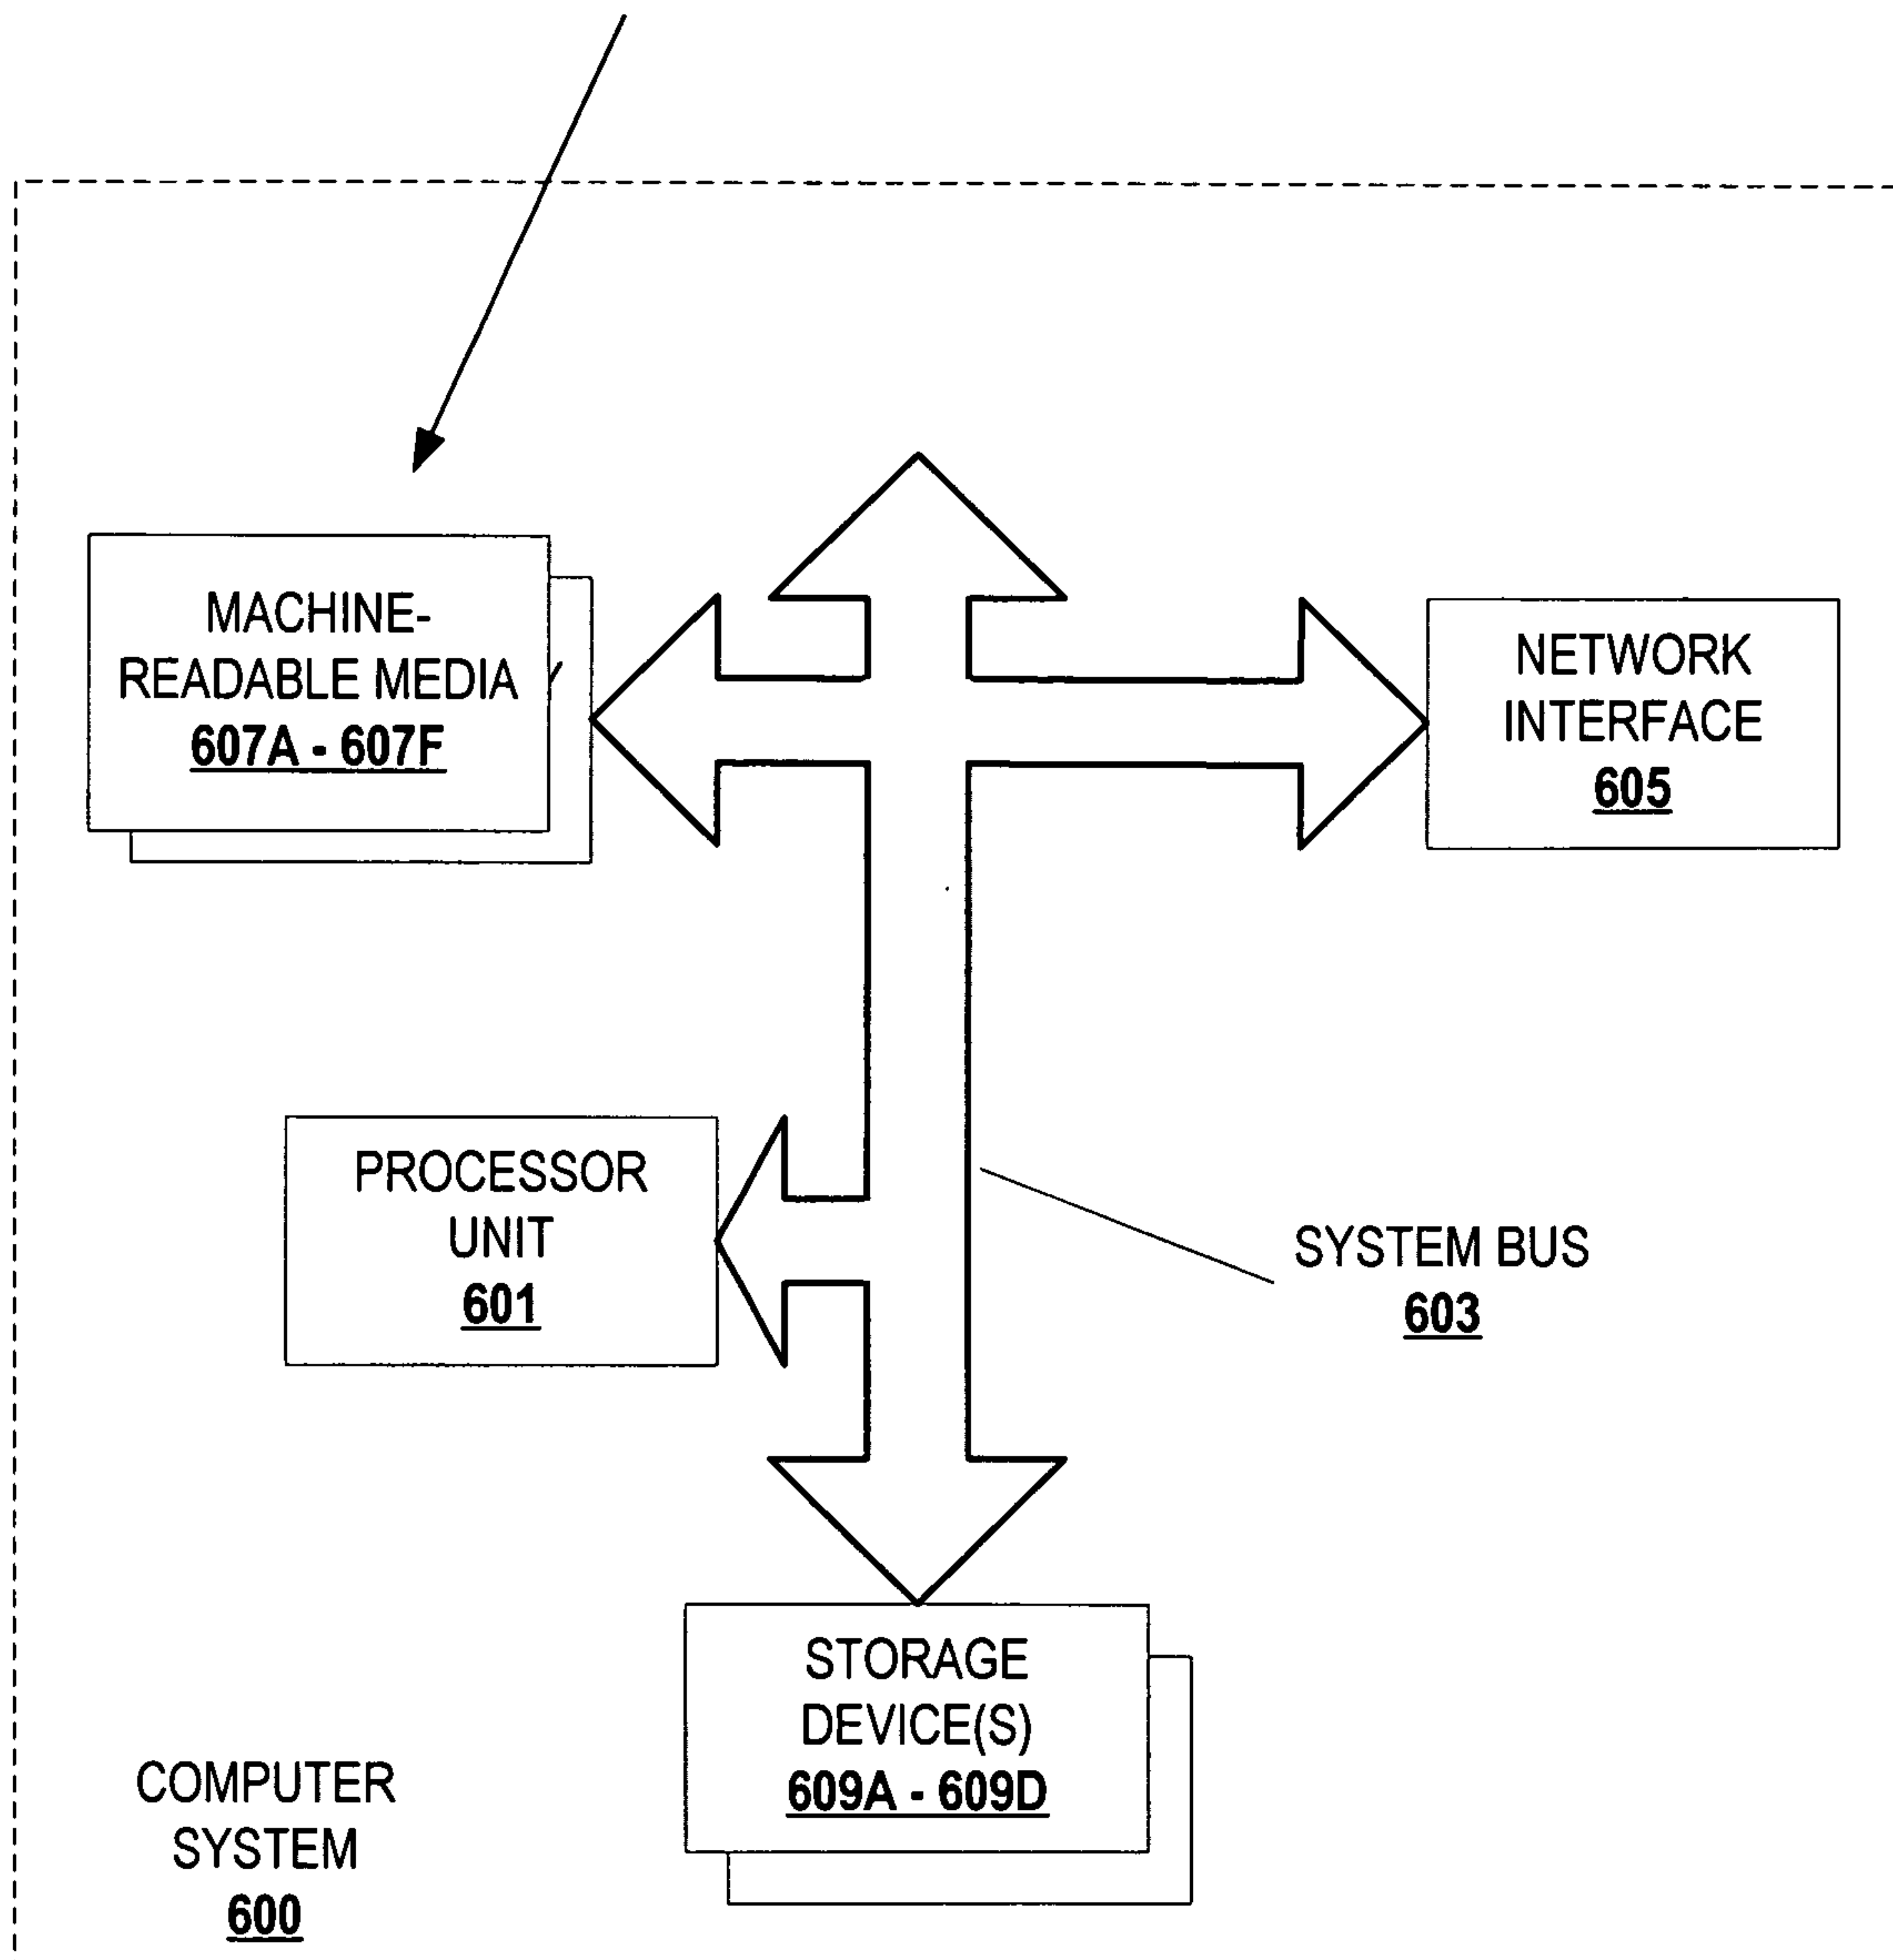 MACHINE-
READABLE MEDIA
607A - 607F
NETWORK
INTERFACE
605
PROCESSOR
UNIT
601
SYSTEM BUS
603
STORAGE
DEVICE(S)
609A - 609D
COMPUTER
SYSTEM
600